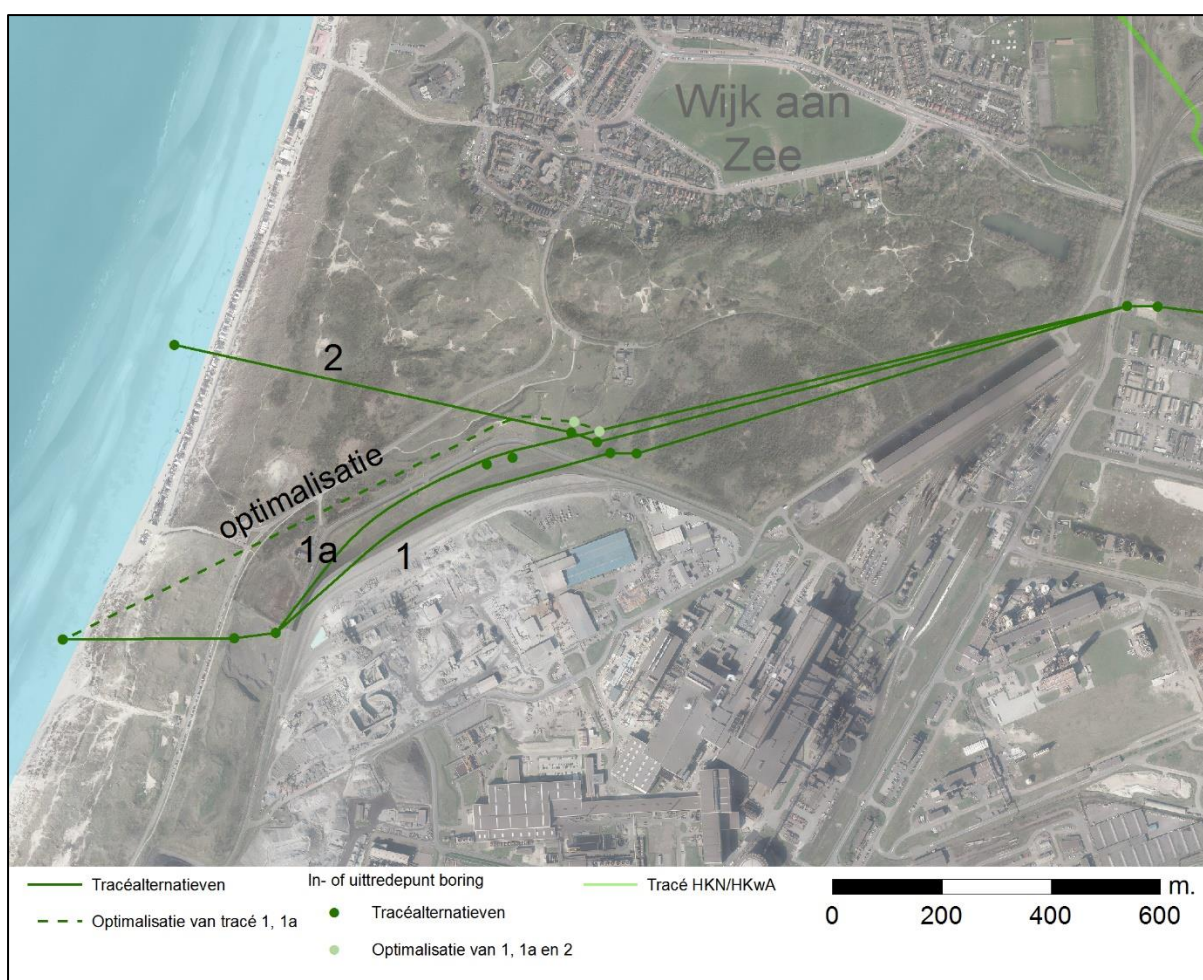 Wijk aan
Zee
2
optimalisatie
1a
1
Tracéalternatieven
In- of uittredepunt boring
Tracé HKN/HKwA
m.
Optimalisatie van tracé 1, 1a
Tracéalternatieven
0 200 400 600
Optimalisatie van 1, 1a en 2